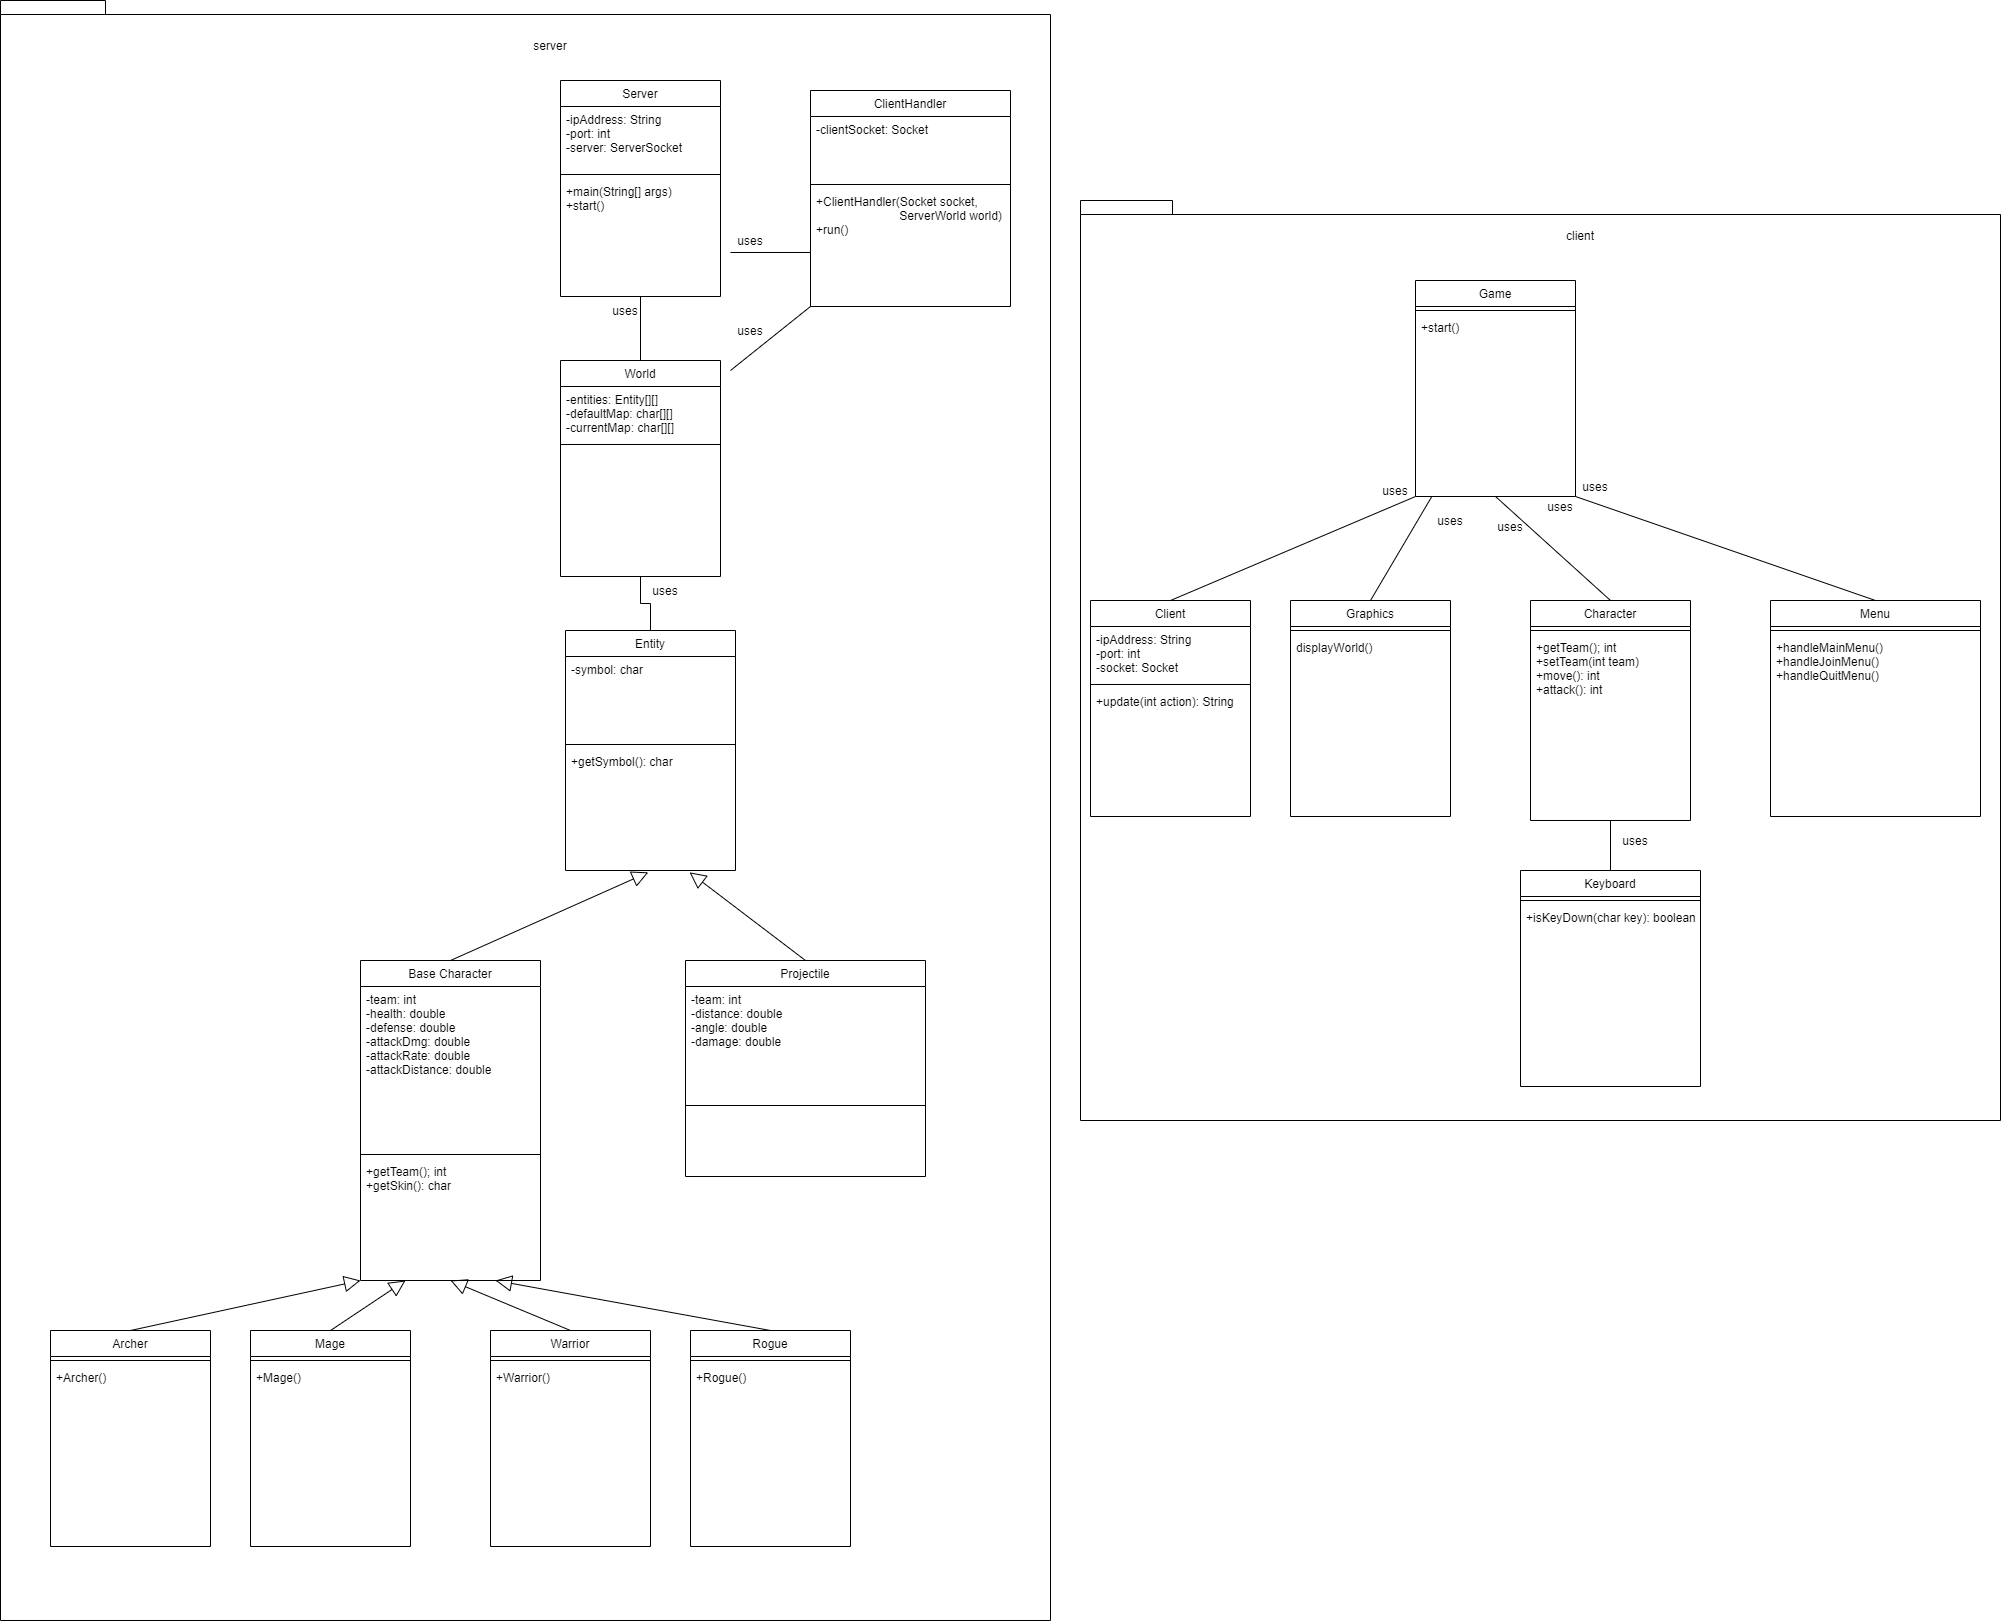 server
Server
-ipAddress: String
-port: int
-server: ServerSocket
+main(String[] args)
+start()
ClientHandler
-clientSocket: Socket
+ClientHandler(Socket socket,
ServerWorld world)
+run()
uses
uses
uses
World
-entities: Entity[][]
-defaultMap: char[][]
-currentMap: char[][]
uses
Entity
-symbol: char
+getSymbol(): char
Base Character
-team: int
-health: double
-defense: double
-attackDmg: double
-attackRate: double
-attackDistance: double
+getTeam(); int
+getSkin(): char
Projectile
-team: int
-distance: double
-angle: double
-damage: double
Archer
+Archer()
Mage
+Mage()
Warrior
+Warrior()
Rogue
+Rogue()
client
Game
+start()
uses
uses
uses
uses
uses
Client
-ipAddress: String
-port: int
-socket: Socket
+update(int action): String
Graphics
displayWorld()
Character
+getTeam(); int
+setTeam(int team)
+move(): int
+attack(): int
Menu
+handleMainMenu()
+handleJoinMenu()
+handleQuitMenu()
uses
Keyboard
+isKeyDown(char key): boolean